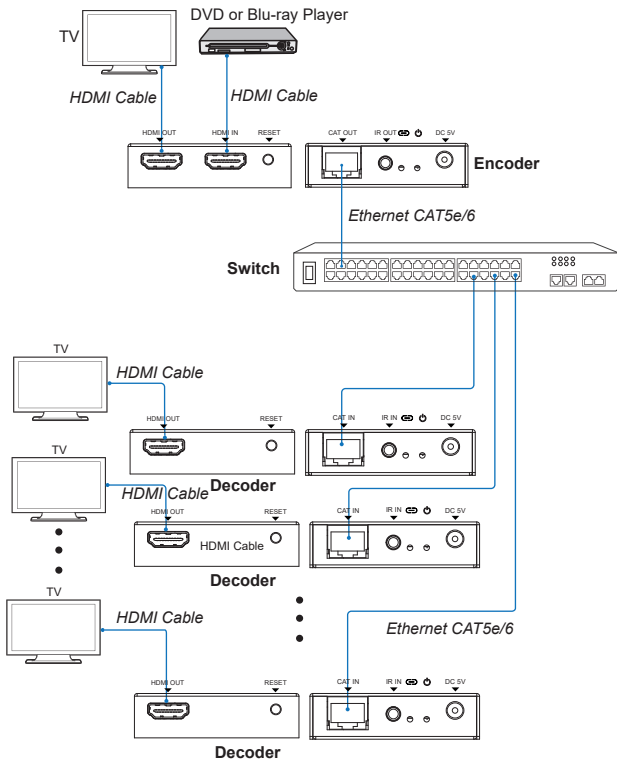 DVD or Blu-ray Player
TV
HDMI Cable
HDMI Cable
HDMI OUT HDMI IN RESET CAT OUT IR OUT DC 5V
Encoder
Ethernet CAT5e/6
Switch
TV
HDMI Cable
HDMI OUT RESET CAT IN IR IN DC 5V
Decoder
TV
HDMI Cable
HDMI OUT RESET CAT IN IR IN DC 5V
HDMI Cable
Decoder
TV
HDMI Cable
Ethernet CAT5e/6
HDMI OUT RESET CAT IN IR IN DC 5V
Decoder